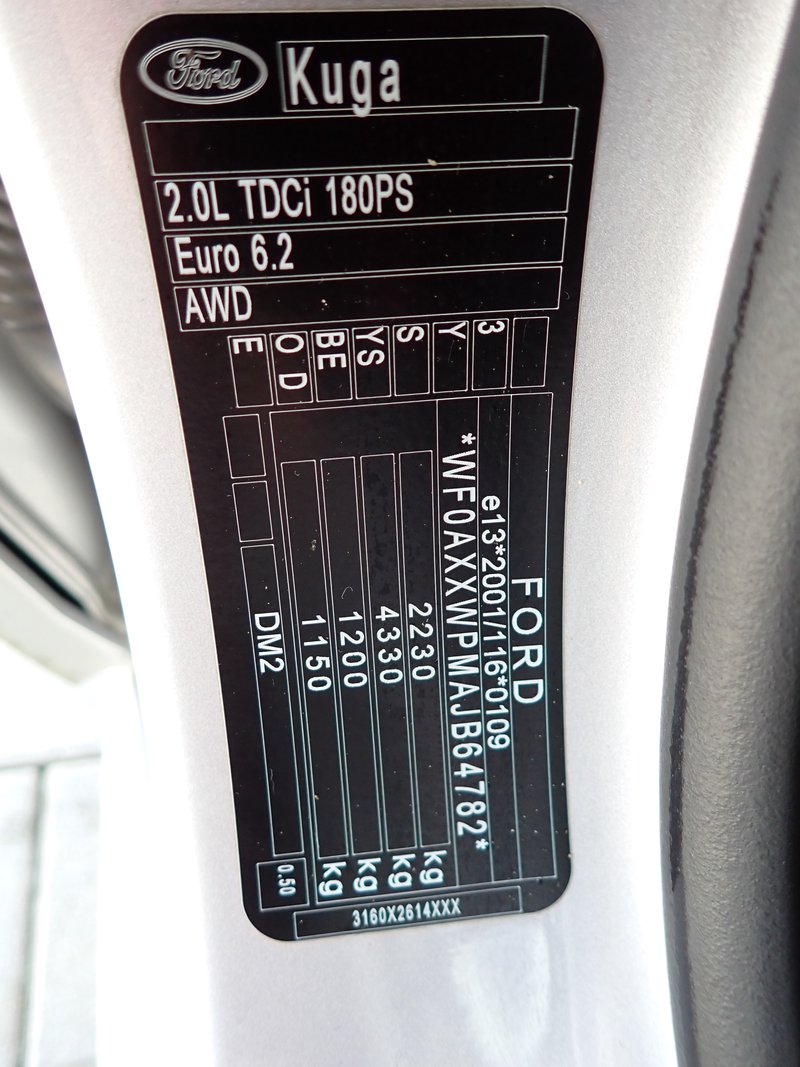 Ford
Kuga
2.0L TDCi 180PS
Euro 6.2
AWD
3
Y
S
YS
BE
O D
E
FORD
e13*2001/116*0109
*WF0AXXWPMAJB64782*
2230 kg
4330 kg
1200 kg
1150 kg
DM2
0.50
3160X2614XXX